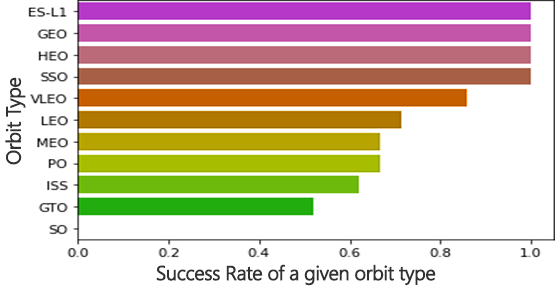 ES-L1
GEO
HEO
SSO
VLEO
LEO
MEO
PO
ISS
GTO
SO
Orbit Type
0.0 0.2 0.4 0.6 0.8 1.0
Success Rate of a given orbit type